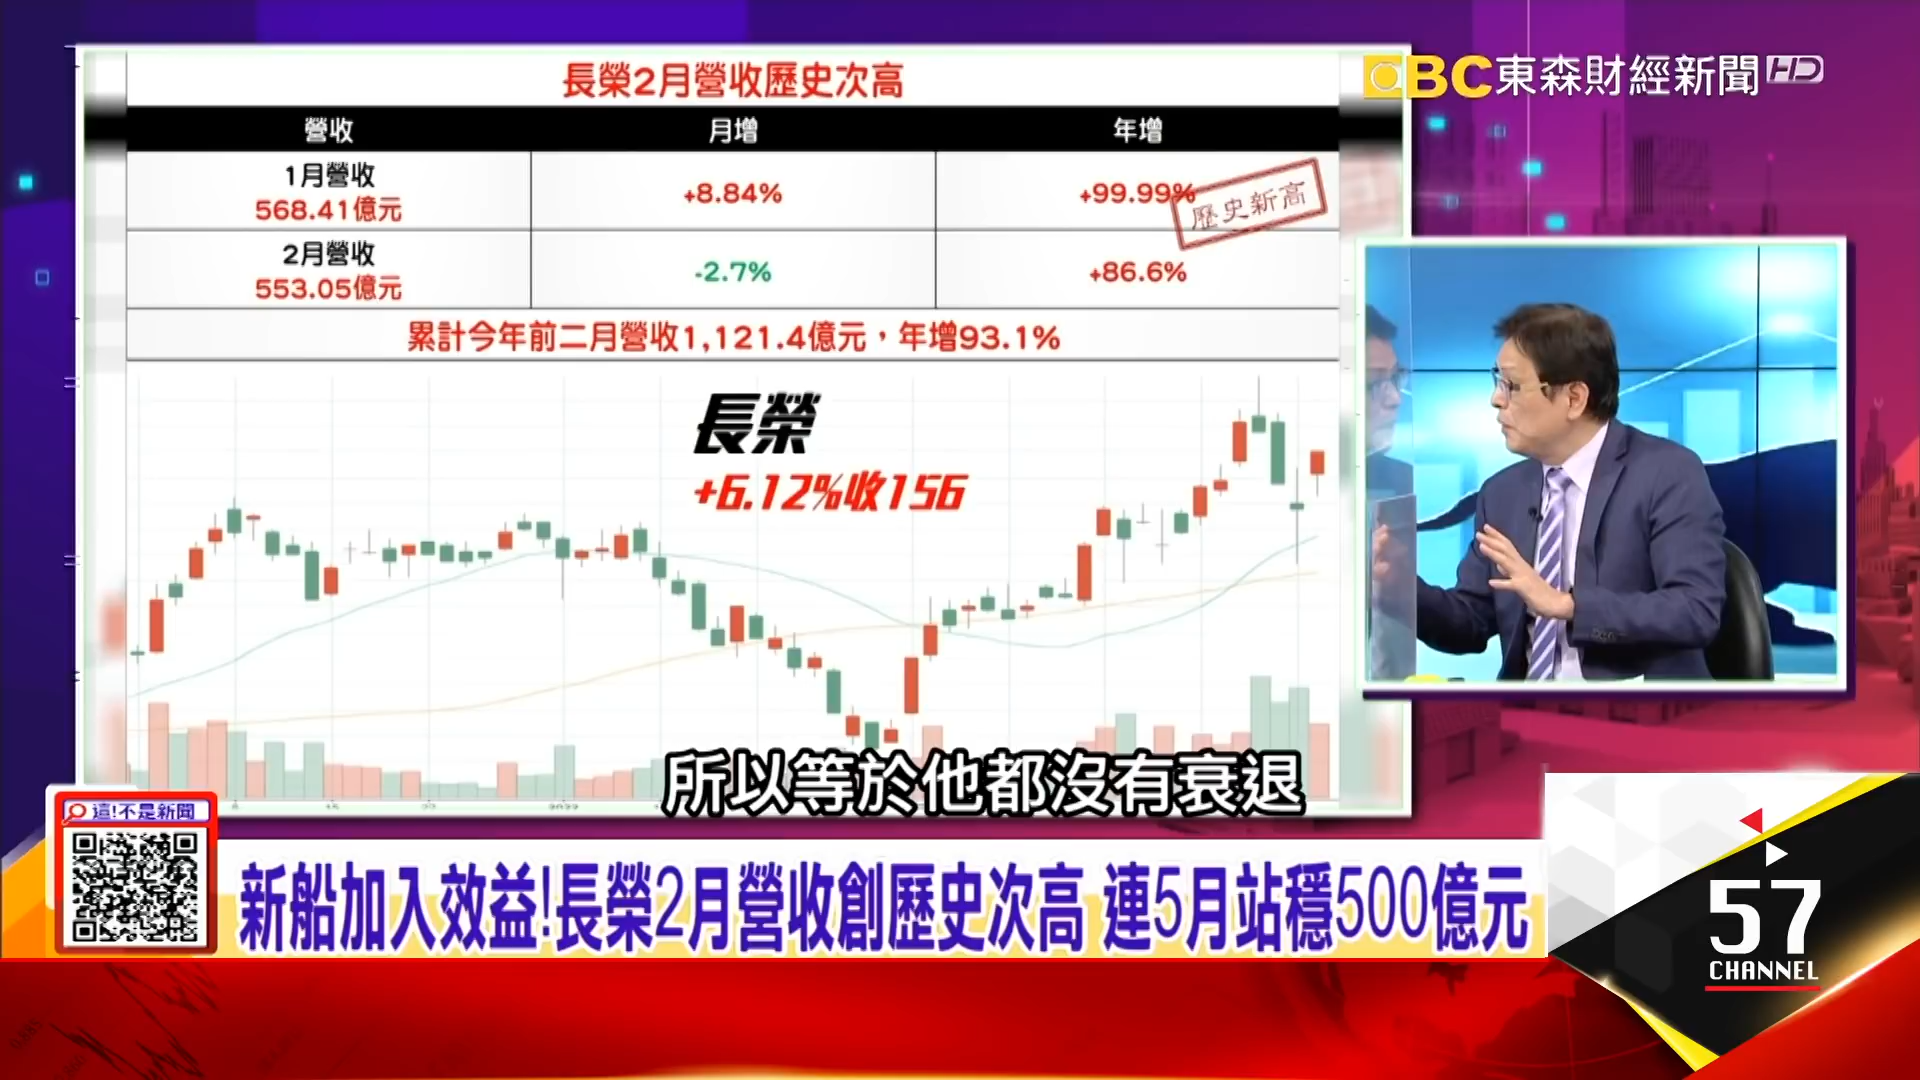 長榮2月營收歷史次高
EBC東森財經新聞HD
營收 月增 年增
1月營收
568.41億元 +8.84% +99.99%
歷史新高
2月營收
553.05億元 -2.7% +86.6%
累計今年前二月營收1,121.4億元，年增93.1%
長榮
+6.12%收156
所以等於他都沒有衰退
這!不是新聞
新船加入效益!長榮2月營收創歷史次高 連5月站穩500億元
57
CHANNEL